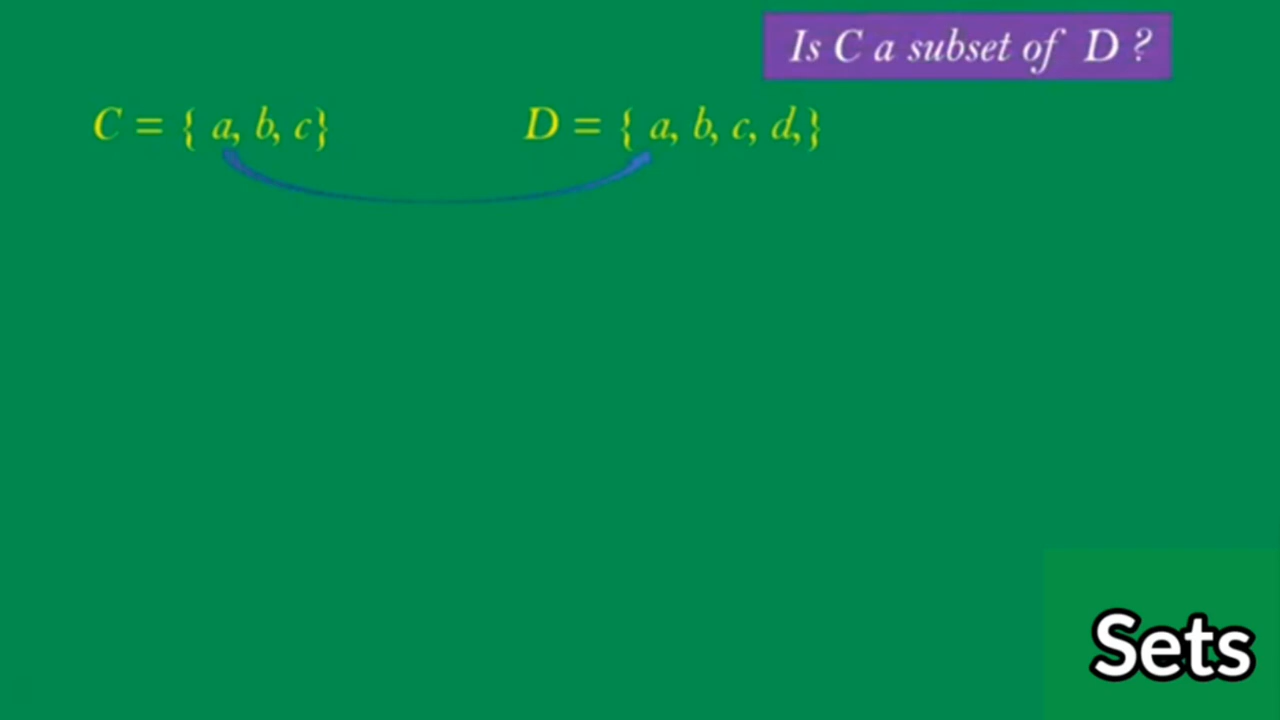 Is C a subset of D ?
C = { a, b, c}
D = { a, b, c, d,}
Sets